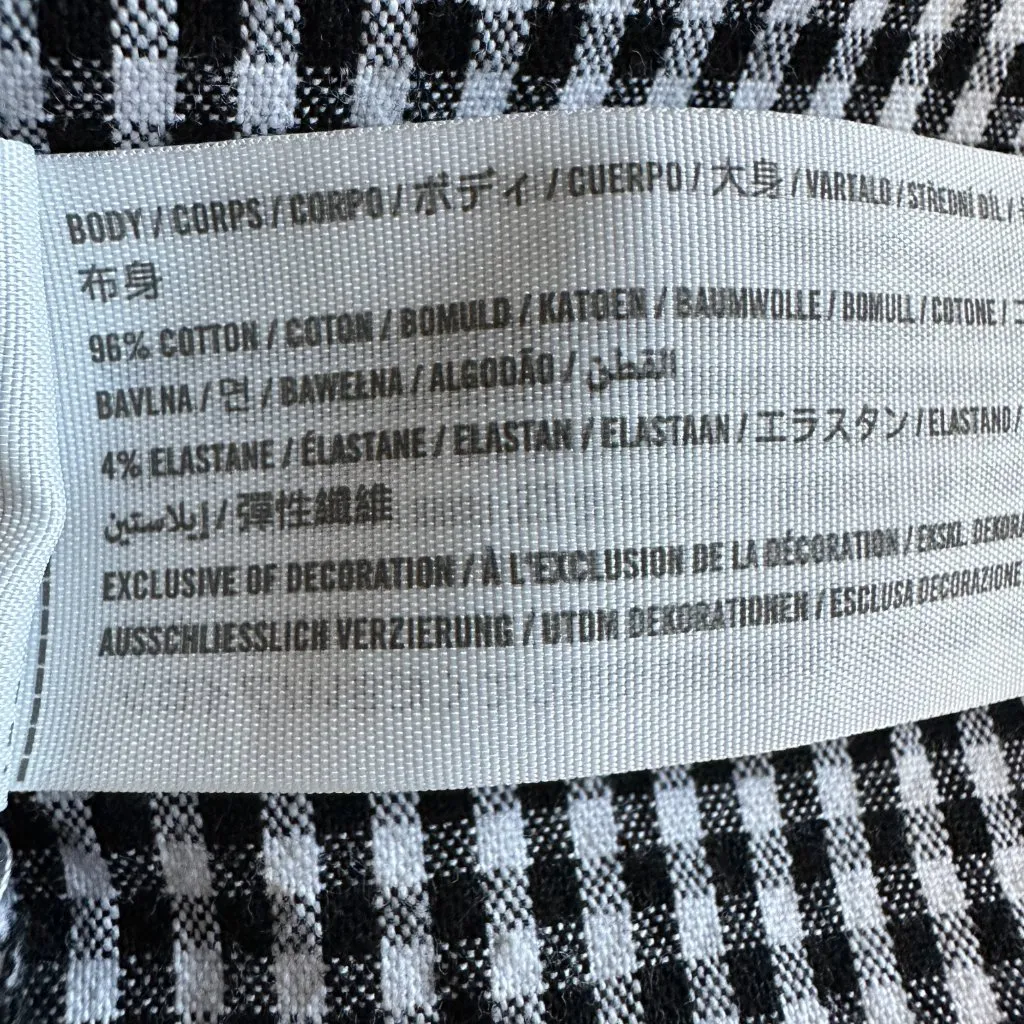 BODY / CORPS / CORPO / ボディ / CUERPO / 大身 / VARTALO / STŘEDNÍ DÍL /
布身
96% COTTON / COTON / BOMULD / KATOEN / BAUMWOLLE / BOMULL / COTONE /
BAVLNA / 면 / BAWEŁNA / ALGODÃO / القطن
4% ELASTANE / ÉLASTANE / ELASTAN / ELASTAAN / エラスタン / ELASTANO /
إيلاستين / 彈性纖維
EXCLUSIVE OF DECORATION / À L'EXCLUSION DE LA DÉCORATION / EKSKL.
AUSSCHLIESSLICH VERZIERUNG / UTOM DEKORATIONEN / ESCLUSA DECORAZIONE